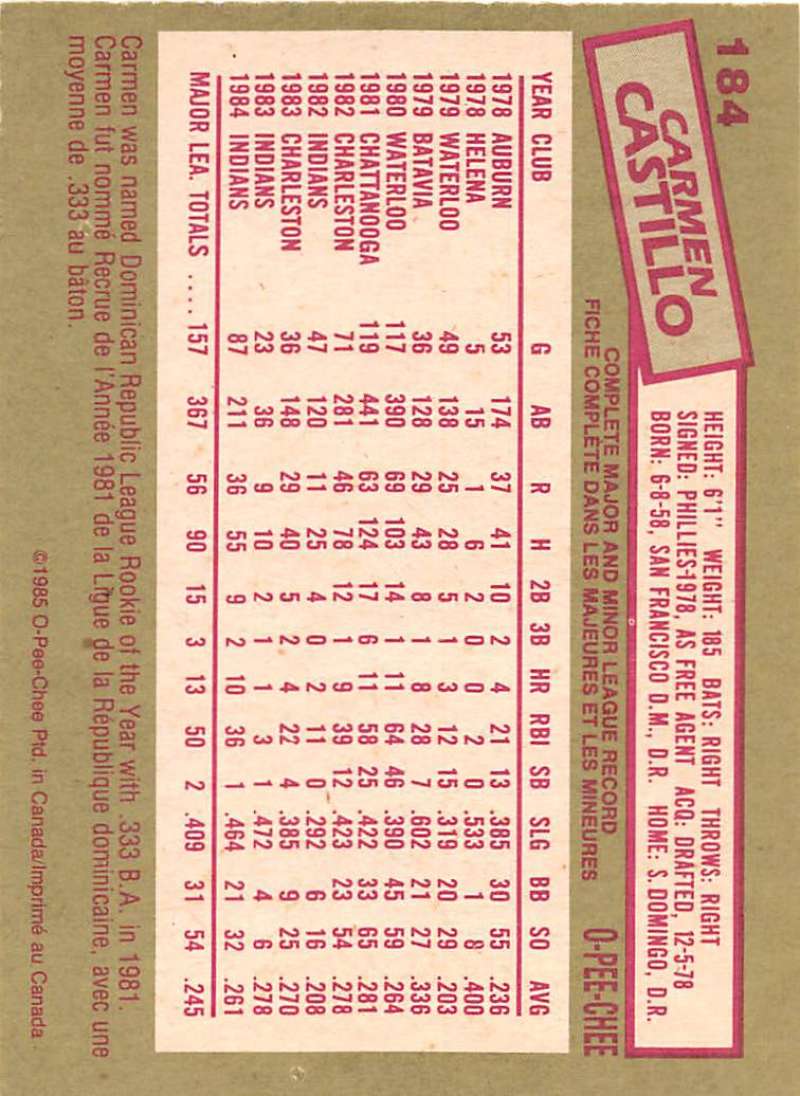 184
CARMEN
CASTILLO
HEIGHT: 6'1" WEIGHT: 185 BATS: RIGHT THROWS: RIGHT
SIGNED: PHILLIES-1978, AS FREE AGENT ACQ: DRAFTED, 12-5-78
BORN: 6-8-58, SAN FRANCISCO D.M., D.R. HOME: S. DOMINGO, D.R.
COMPLETE MAJOR AND MINOR LEAGUE RECORD
FICHE COMPLÈTE DANS LES MAJEURES ET LES MINEURES
O-PEE-CHEE
YEAR CLUB G AB R H 2B 3B HR RBI SB SLG BB SO AVG
1978 AUBURN 53 174 37 41 10 2 4 21 13 .385 30 55 .236
1978 HELENA 5 15 1 6 2 0 0 2 0 .533 1 8 .400
1979 WATERLOO 49 138 25 28 5 1 3 12 15 .319 20 29 .203
1979 BATAVIA 36 128 29 43 8 1 8 28 7 .602 21 27 .336
1980 WATERLOO 117 390 69 103 14 1 11 64 46 .390 45 59 .264
1981 CHATTANOOGA 119 441 63 124 17 6 11 58 25 .422 33 65 .281
1982 CHARLESTON 71 281 46 78 12 1 9 39 12 .423 23 54 .278
1982 INDIANS 47 120 11 25 4 0 2 11 0 .292 6 16 .208
1983 CHARLESTON 36 148 29 40 5 2 4 22 4 .385 9 25 .270
1983 INDIANS 23 36 9 10 2 1 1 3 1 .472 4 6 .278
1984 INDIANS 87 211 36 55 9 2 10 36 1 .464 21 32 .261
MAJOR LEA. TOTALS .... 157 367 56 90 15 3 13 50 2 .409 31 54 .245
Carmen was named Dominican Republic League Rookie of the Year with .333 B.A. in 1981.
Carmen fut nommé Recrue de l'Année 1981 de la Ligue de la République dominicaine, avec une
moyenne de .333 au bâton.
©1985 O-Pee-Chee Ptd. in Canada/Imprimé au Canada